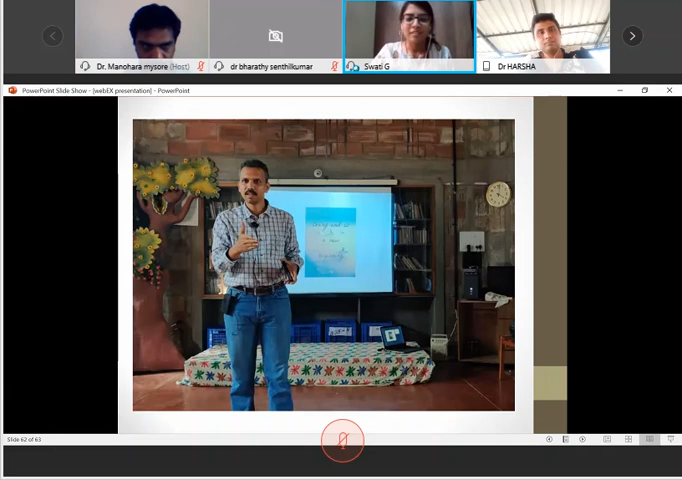 Dr. Manohara mysore (Host)
dr bharathy senthilkumar
Swati G
Dr HARSHA
PowerPoint Slide Show - [webEX presentation] - PowerPoint
Slide 62 of 63